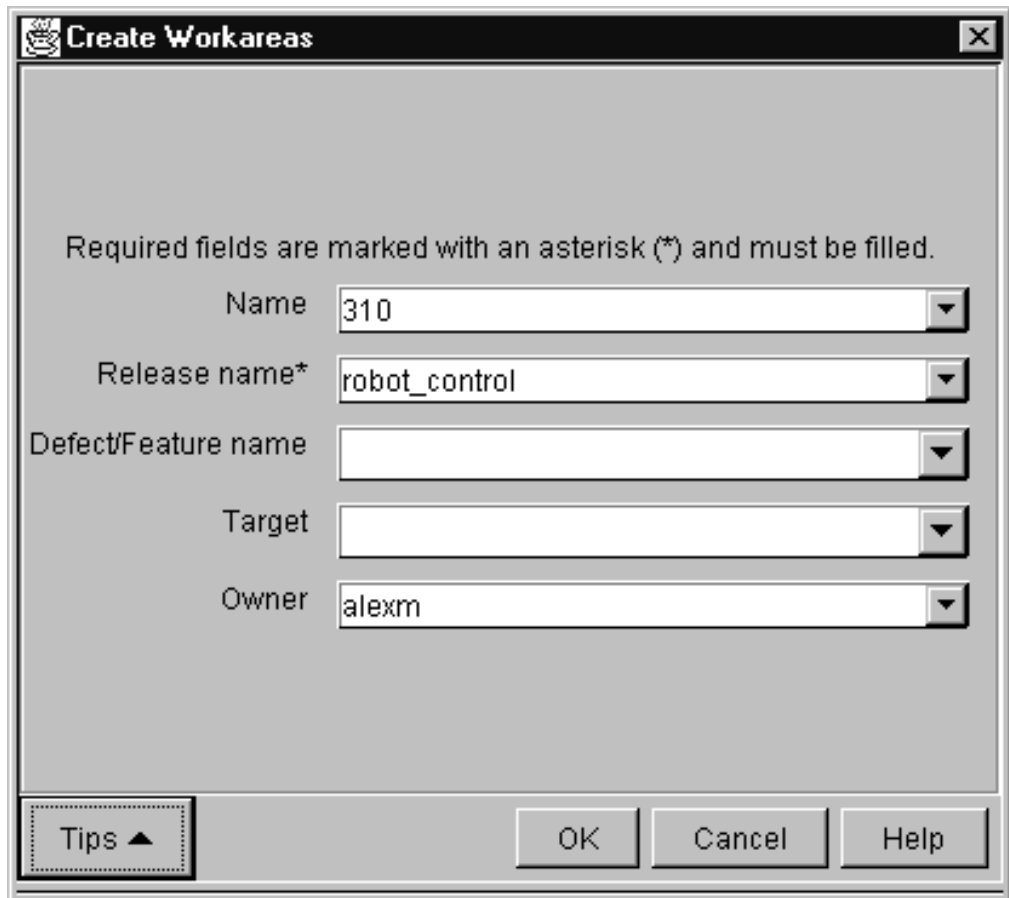 Create Workareas
Required fields are marked with an asterisk (*) and must be filled.
Name 310
Release name* robot_control
Defect/Feature name
Target
Owner alexm
Tips OK Cancel Help